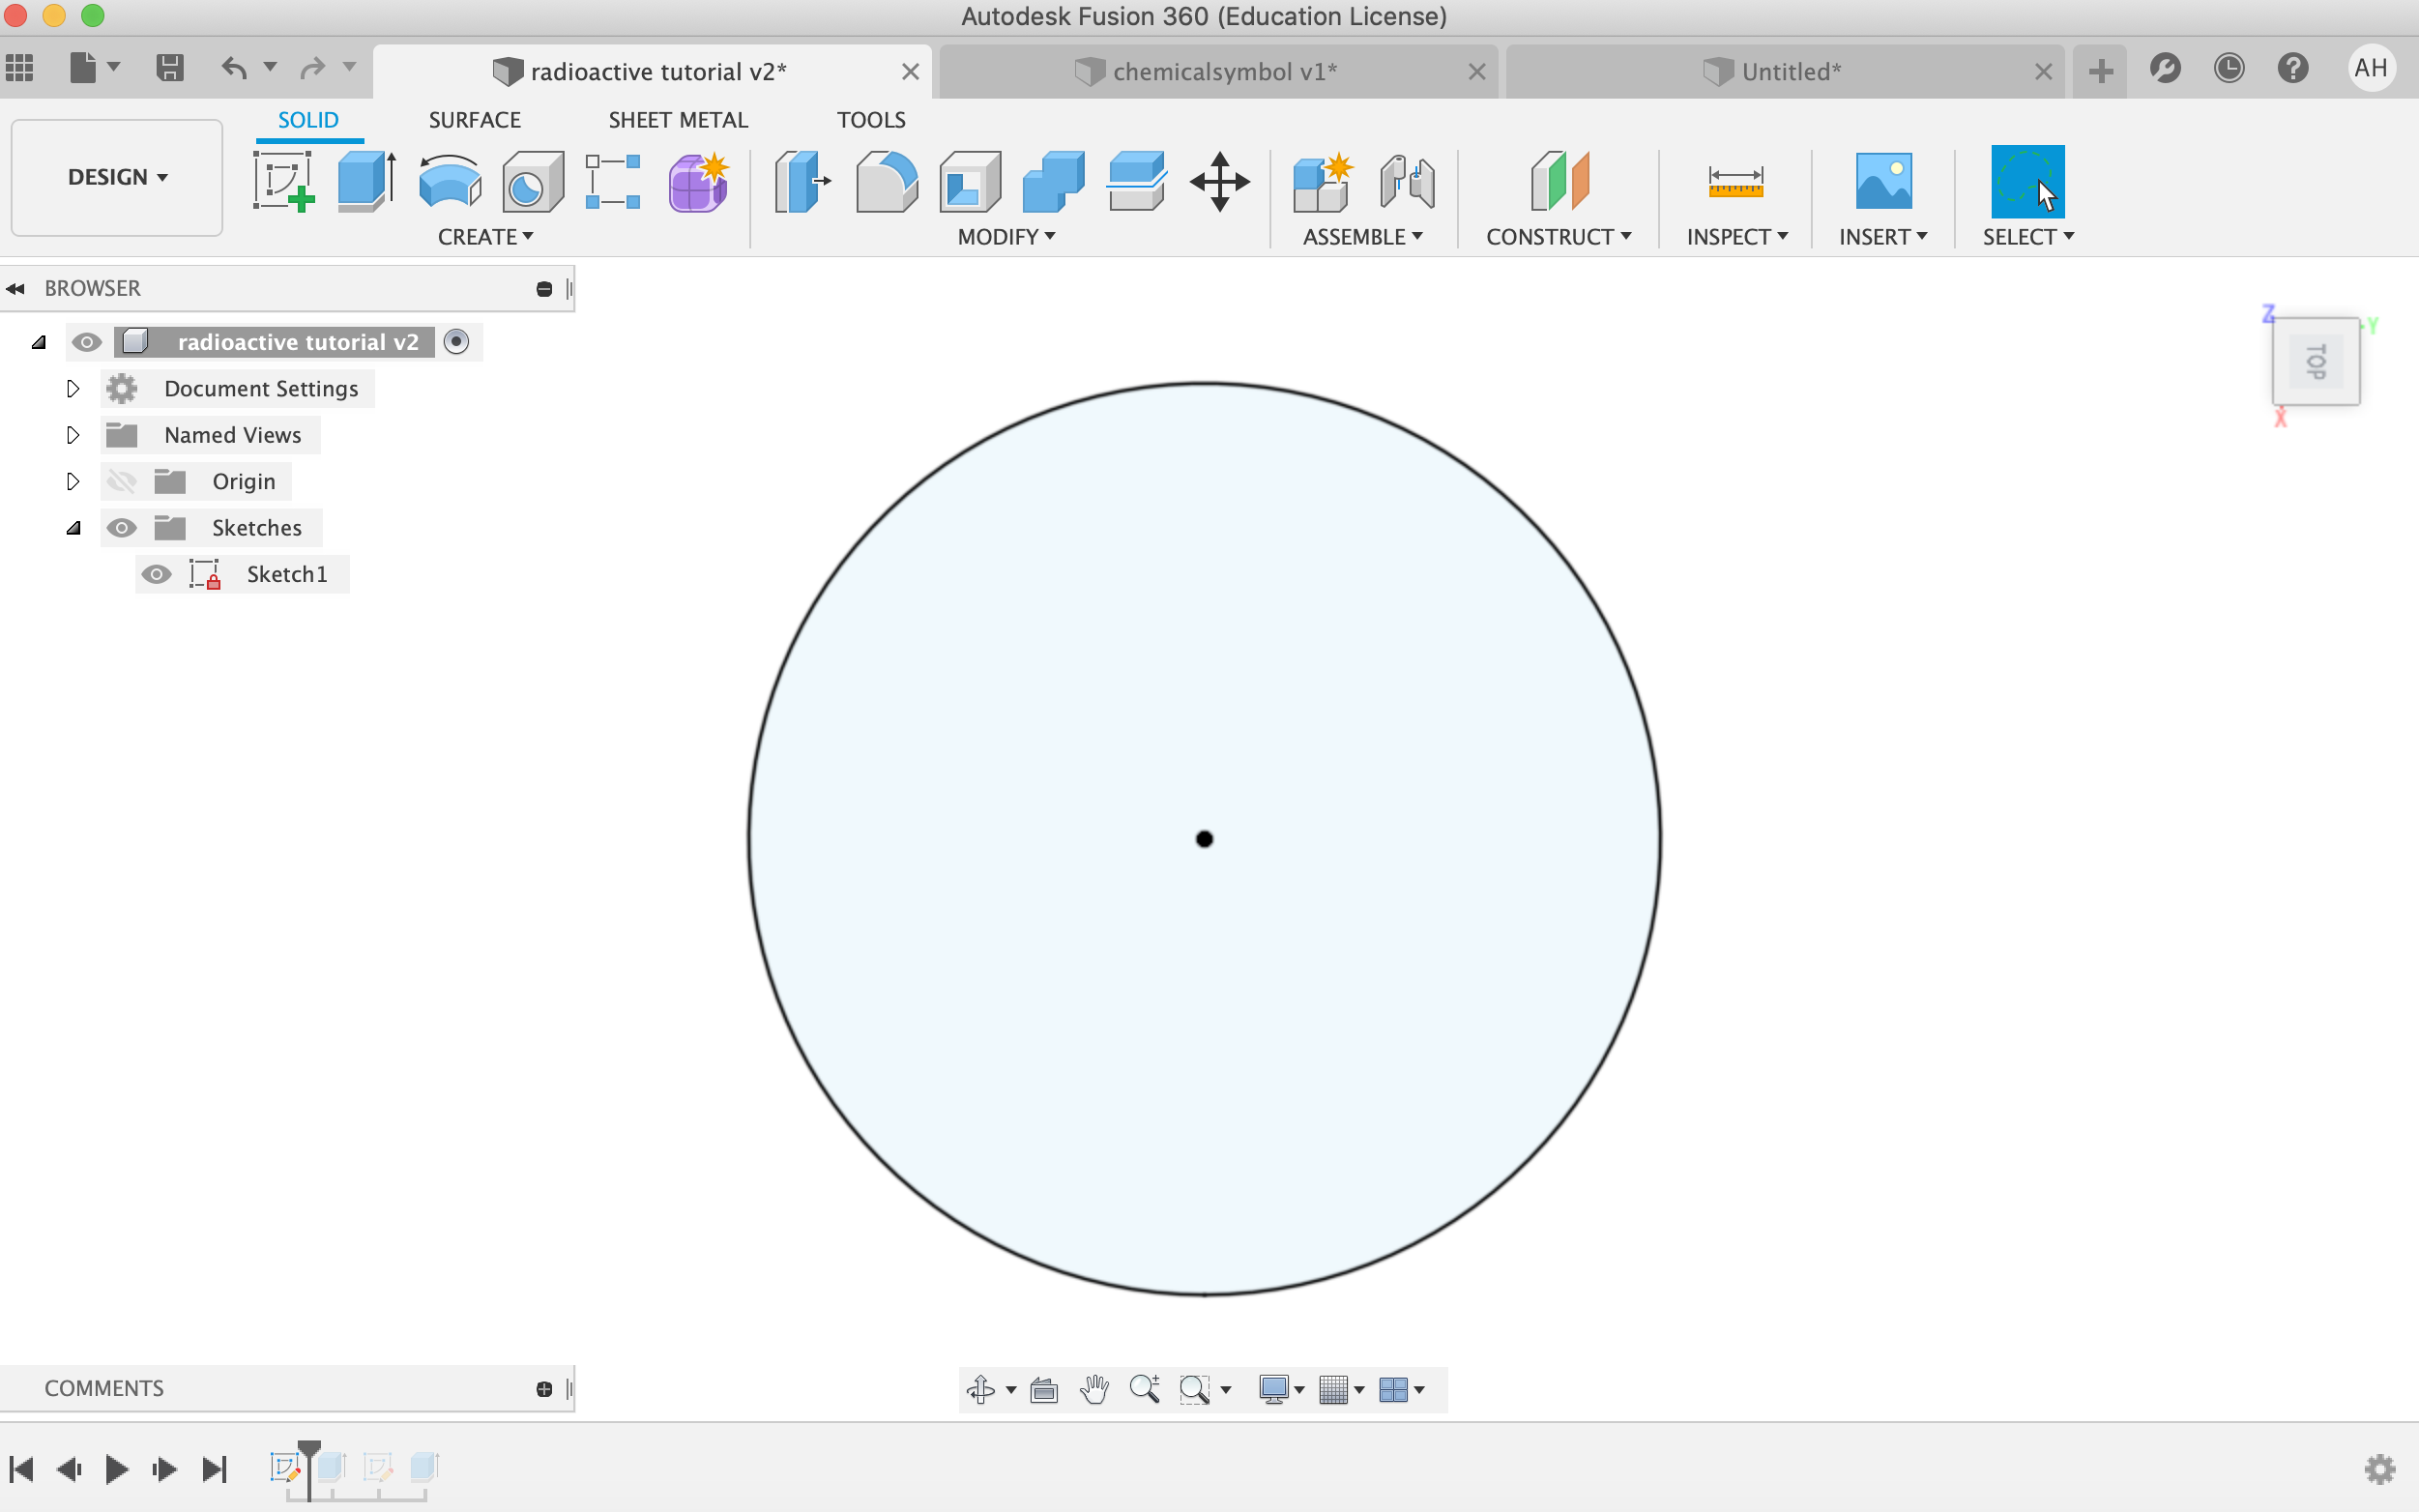 Autodesk Fusion 360 (Education License)
radioactive tutorial v2*
chemicalsymbol v1*
Untitled*
AH
SOLID
SURFACE
SHEET METAL
TOOLS
DESIGN
CREATE
MODIFY
ASSEMBLE
CONSTRUCT
INSPECT
INSERT
SELECT
BROWSER
radioactive tutorial v2
Document Settings
Named Views
Origin
Sketches
Sketch1
Z
Y
TOP
X
COMMENTS